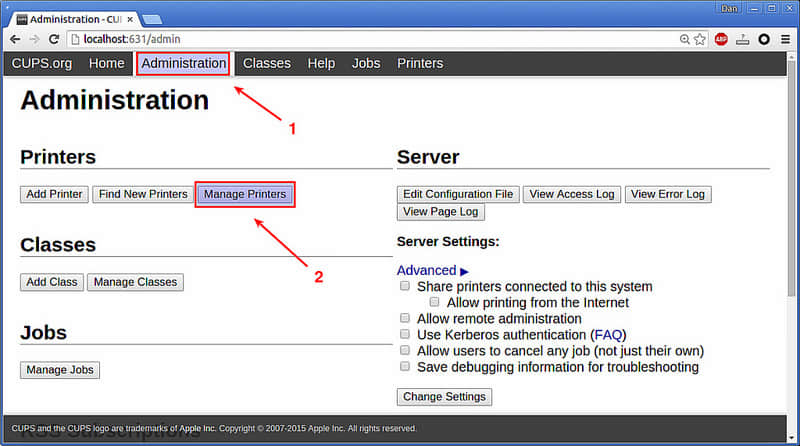 Administration - CUPS
Dan
localhost:631/admin
ABP
CUPS.org Home Administration Classes Help Jobs Printers
1
Administration
Printers
Add Printer Find New Printers Manage Printers
2
Classes
Add Class Manage Classes
Jobs
Manage Jobs
Server
Edit Configuration File View Access Log View Error Log
View Page Log
Server Settings:
Advanced ▶
Share printers connected to this system
Allow printing from the Internet
Allow remote administration
Use Kerberos authentication (FAQ)
Allow users to cancel any job (not just their own)
Save debugging information for troubleshooting
Change Settings
RSS Subscriptions
CUPS and the CUPS logo are trademarks of Apple Inc. Copyright © 2007-2015 Apple Inc. All rights reserved.